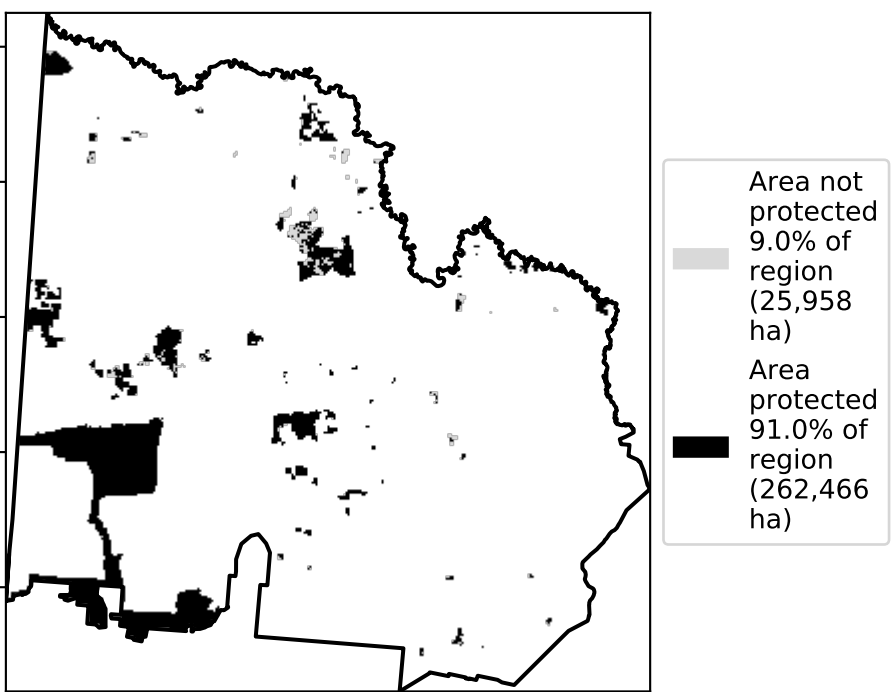 Area not
protected
9.0% of
region
(25,958
ha)
Area
protected
91.0% of
region
(262,466
ha)